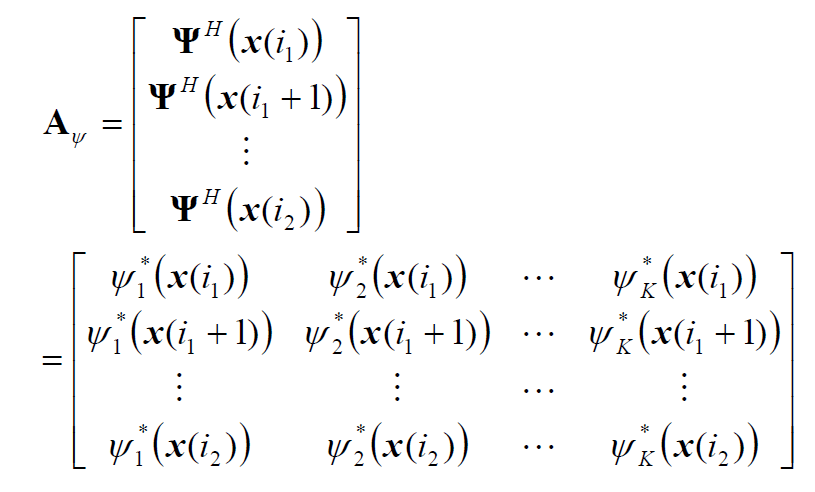 A_ψ = [ Ψ^H(x(i_1))
Ψ^H(x(i_1 + 1))
⋮
Ψ^H(x(i_2)) ]
= [ ψ_1^*(x(i_1)) ψ_2^*(x(i_1)) ⋯ ψ_K^*(x(i_1))
ψ_1^*(x(i_1 + 1)) ψ_2^*(x(i_1 + 1)) ⋯ ψ_K^*(x(i_1 + 1))
⋮ ⋮ ⋯ ⋮
ψ_1^*(x(i_2)) ψ_2^*(x(i_2)) ⋯ ψ_K^*(x(i_2)) ]